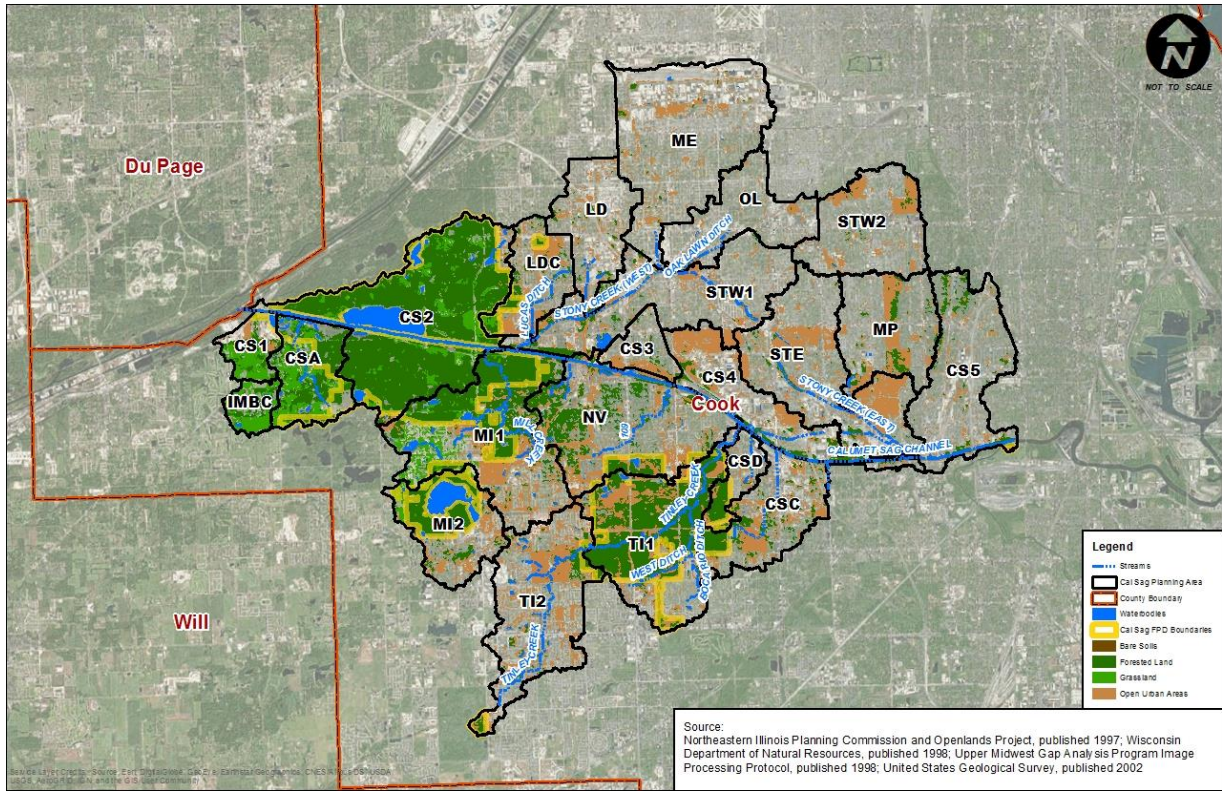 N
NOT TO SCALE
Du Page
ME
LD
OL
STW2
LDC
OAK LAWN DITCH
LUCAS DITCH
STONY CREEK (WEST)
STW1
CS2
CS1
CSA
CS3
STE
MP
CS4
CS5
IMBC
Cook
STONY CREEK (EAST)
NV
109
MI1
MILL CREEK
CALUMET SAG CHANNEL
CSD
CSC
TINLEY CREEK
MI2
TI1
WEST DITCH
BOCA RIO DITCH
TI2
Will
TINLEY CREEK
Legend
Streams
Cal Sag Planning Area
County Boundary
Waterbodies
Cal Sag FPD Boundaries
Bare Soils
Forested Land
Grassland
Open Urban Areas
Source:
Northeastern Illinois Planning Commission and Openlands Project, published 1997; Wisconsin
Department of Natural Resources, published 1998; Upper Midwest Gap Analysis Program Image
Processing Protocol, published 1998; United States Geological Survey, published 2002